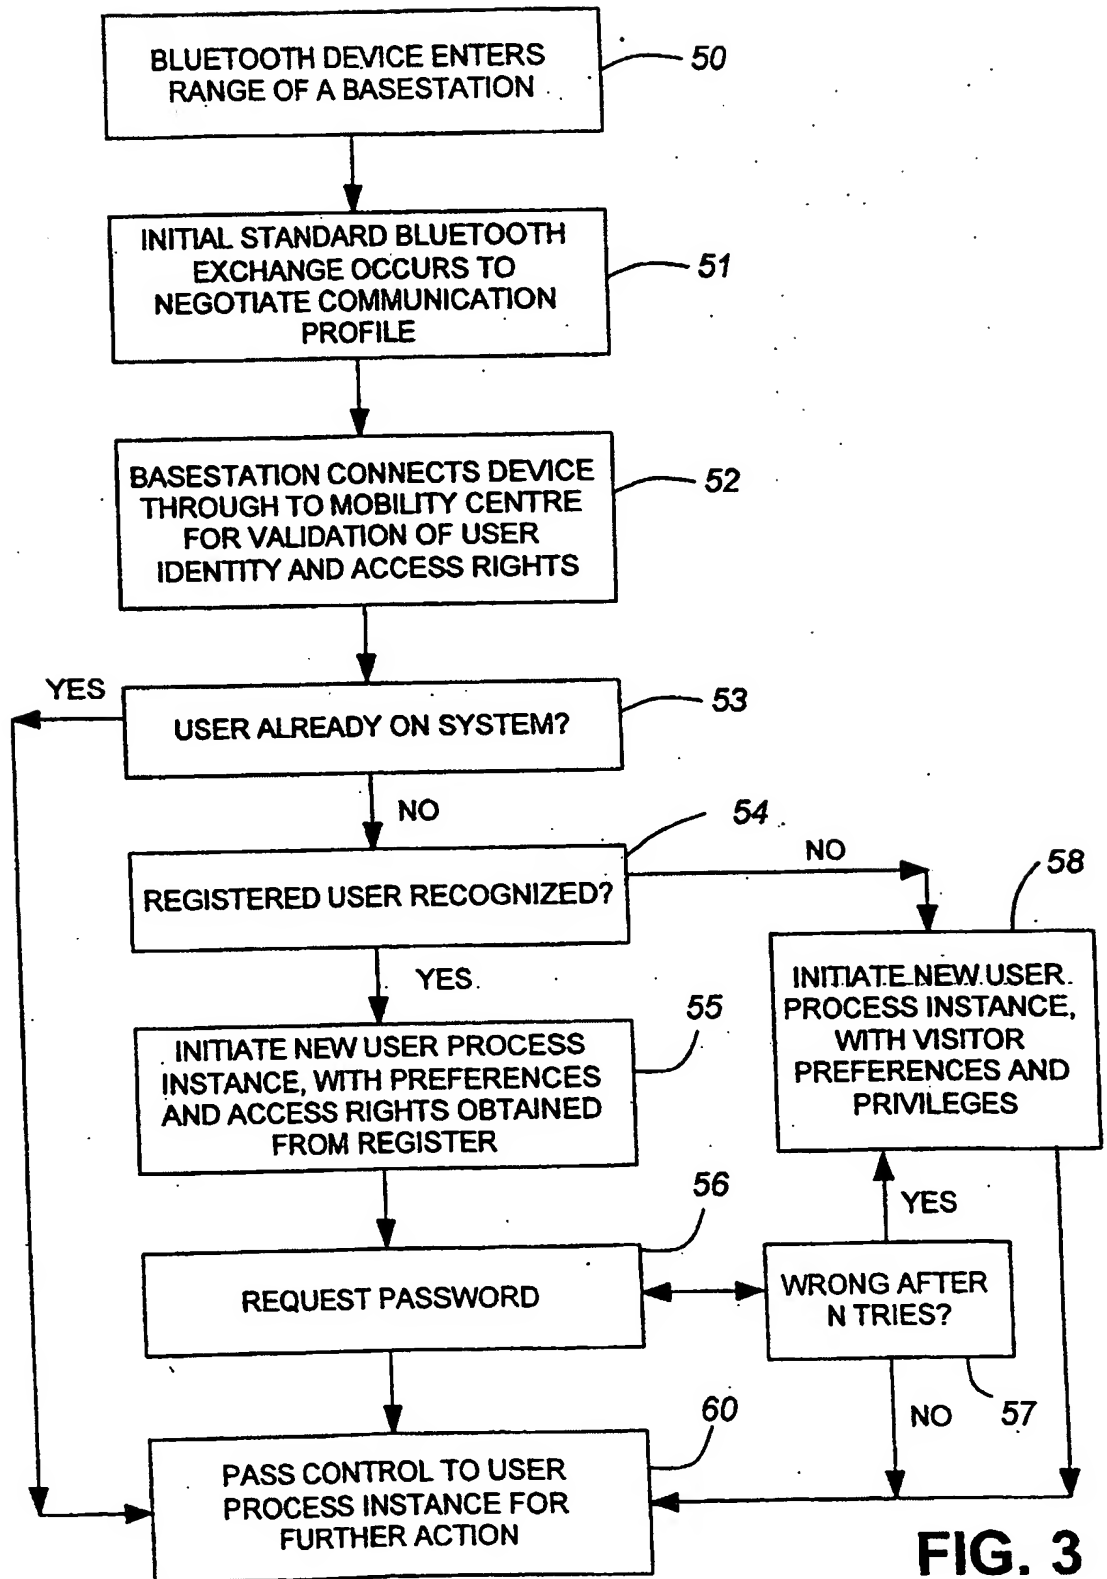 BLUETOOTH DEVICE ENTERS
RANGE OF A BASESTATION
50
INITIAL STANDARD BLUETOOTH
EXCHANGE OCCURS TO
NEGOTIATE COMMUNICATION
PROFILE
51
BASESTATION CONNECTS DEVICE
THROUGH TO MOBILITY CENTRE
FOR VALIDATION OF USER
IDENTITY AND ACCESS RIGHTS
52
YES
USER ALREADY ON SYSTEM?
53
NO
54
REGISTERED USER RECOGNIZED?
NO
58
YES
INITIATE NEW USER
PROCESS INSTANCE,
WITH VISITOR
PREFERENCES AND
PRIVILEGES
55
INITIATE NEW USER PROCESS
INSTANCE, WITH PREFERENCES
AND ACCESS RIGHTS OBTAINED
FROM REGISTER
56
YES
REQUEST PASSWORD
WRONG AFTER
N TRIES?
57
NO
60
PASS CONTROL TO USER
PROCESS INSTANCE FOR
FURTHER ACTION
FIG. 3